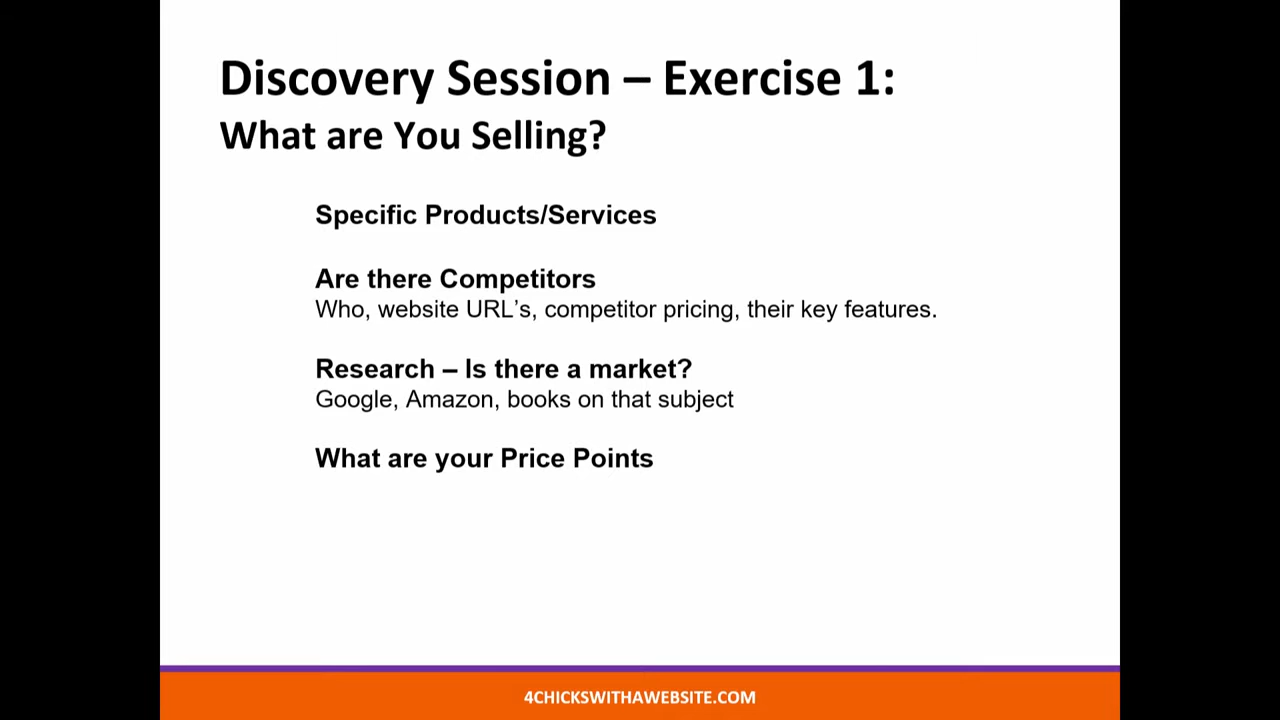 Discovery Session – Exercise 1:
What are You Selling?
Specific Products/Services
Are there Competitors
Who, website URL’s, competitor pricing, their key features.
Research – Is there a market?
Google, Amazon, books on that subject
What are your Price Points
4CHICKSWITHAWEBSITE.COM